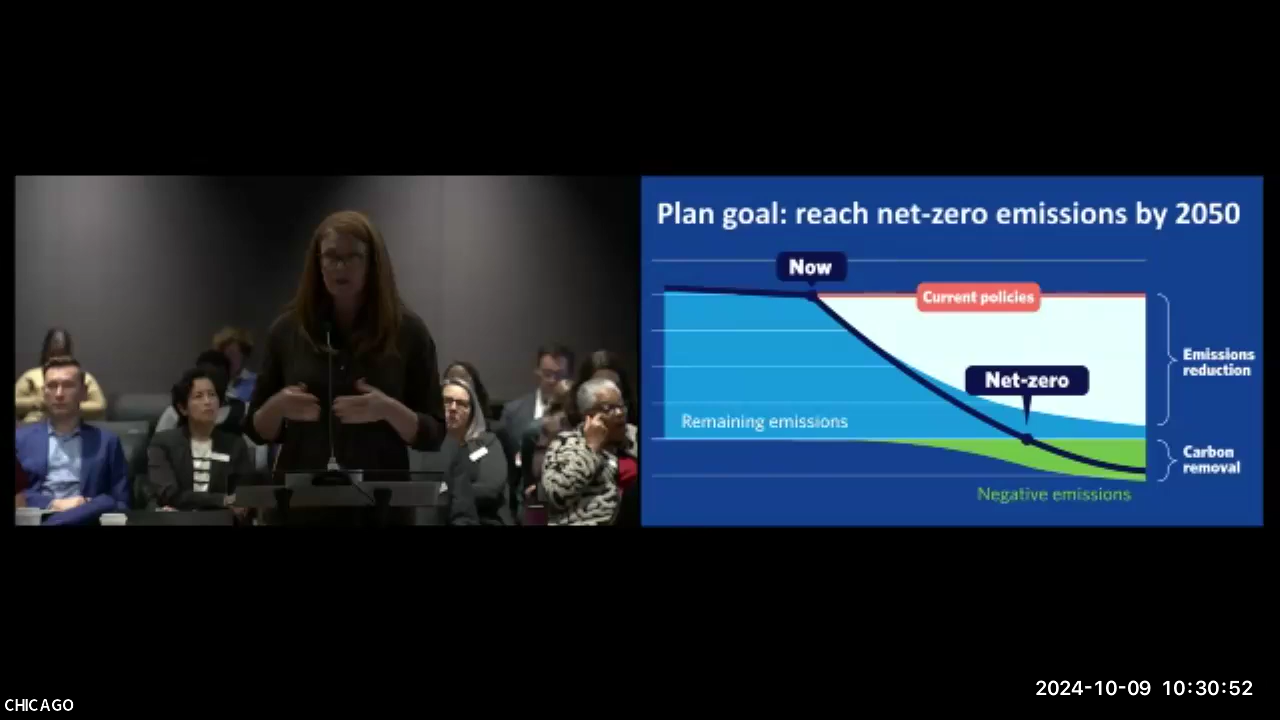 Plan goal: reach net-zero emissions by 2050
Now
Current policies
Emissions
reduction
Net-zero
Remaining emissions
Carbon
removal
Negative emissions
2024-10-09 10:30:52
CHICAGO